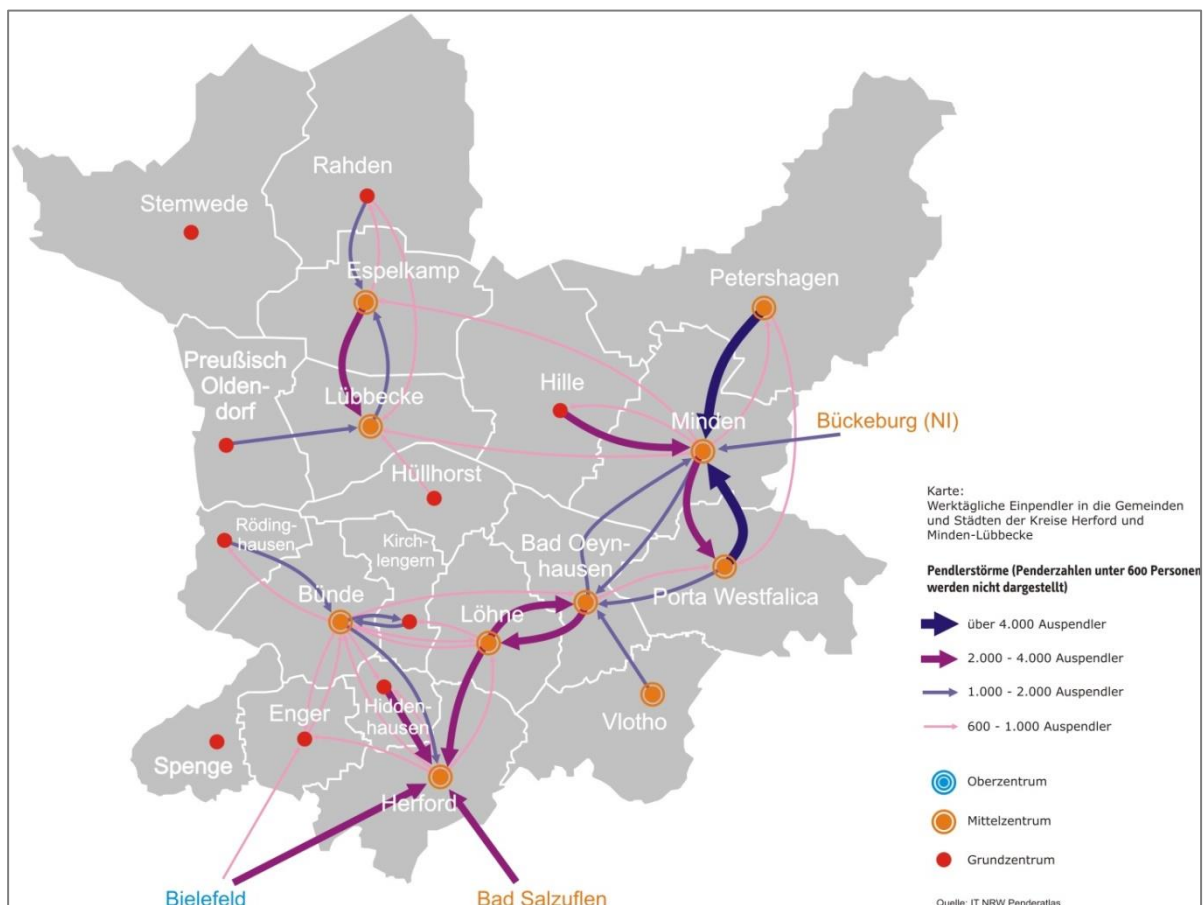 Rahden
Stemwede
Espelkamp
Petershagen
Preußisch
Olden-
dorf
Lübbecke
Hille
Minden
Bückeburg (NI)
Hüllhorst
Röding-
hausen
Kirch-
lengern
Bad Oeyn-
hausen
Bünde
Löhne
Porta Westfalica
Hidden-
hausen
Enger
Vlotho
Spenge
Herford
Bielefeld
Bad Salzuflen
Karte:
Werktägliche Einpendler in die Gemeinden
und Städten der Kreise Herford und
Minden-Lübbecke
Pendlerstörme (Penderzahlen unter 600 Personen
werden nicht dargestellt)
über 4.000 Auspendler
2.000 - 4.000 Auspendler
1.000 - 2.000 Auspendler
600 - 1.000 Auspendler
Oberzentrum
Mittelzentrum
Grundzentrum
Quelle: IT NRW Penderatlas